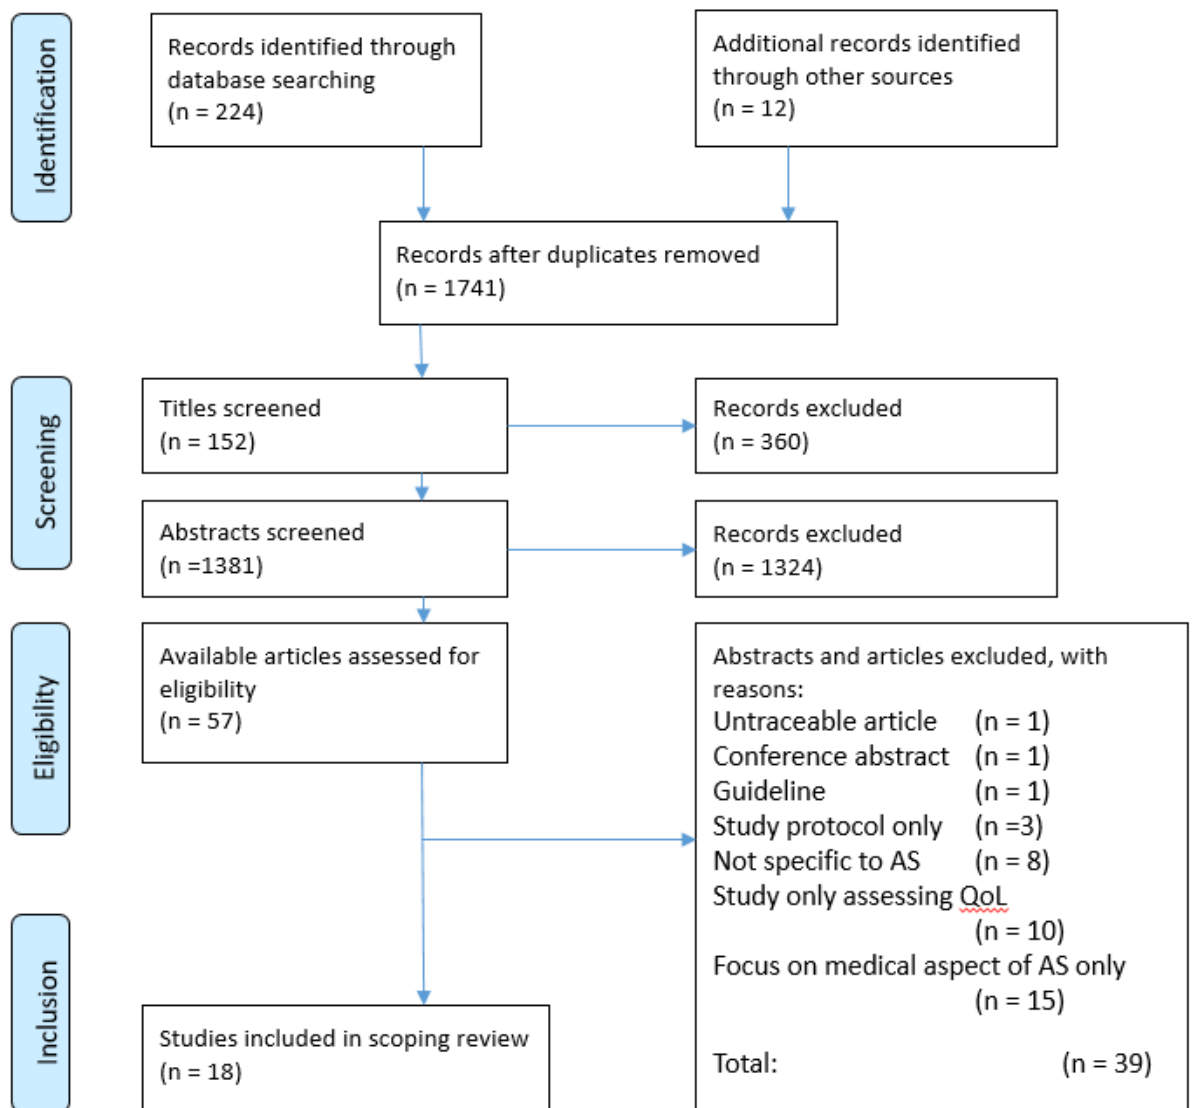 Identification
Records identified through
database searching
(n = 224)
Additional records identified
through other sources
(n = 12)
Records after duplicates removed
(n = 1741)
Screening
Titles screened
(n = 152)
Records excluded
(n = 360)
Abstracts screened
(n =1381)
Records excluded
(n = 1324)
Eligibility
Available articles assessed for
eligibility
(n = 57)
Abstracts and articles excluded, with
reasons:
Untraceable article (n = 1)
Conference abstract (n = 1)
Guideline (n = 1)
Study protocol only (n =3)
Not specific to AS (n = 8)
Study only assessing QoL
(n = 10)
Focus on medical aspect of AS only
(n = 15)
Total: (n = 39)
Inclusion
Studies included in scoping review
(n = 18)